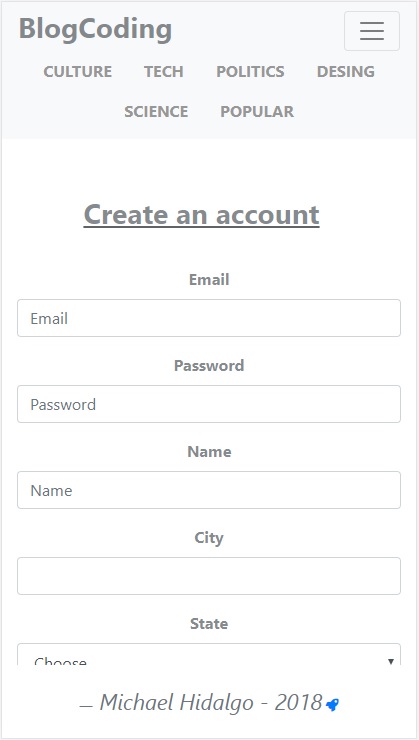 BlogCoding
CULTURE TECH POLITICS DESING
SCIENCE POPULAR
Create an account
Email
Email
Password
Password
Name
Name
City
State
Choose...
— Michael Hidalgo - 2018